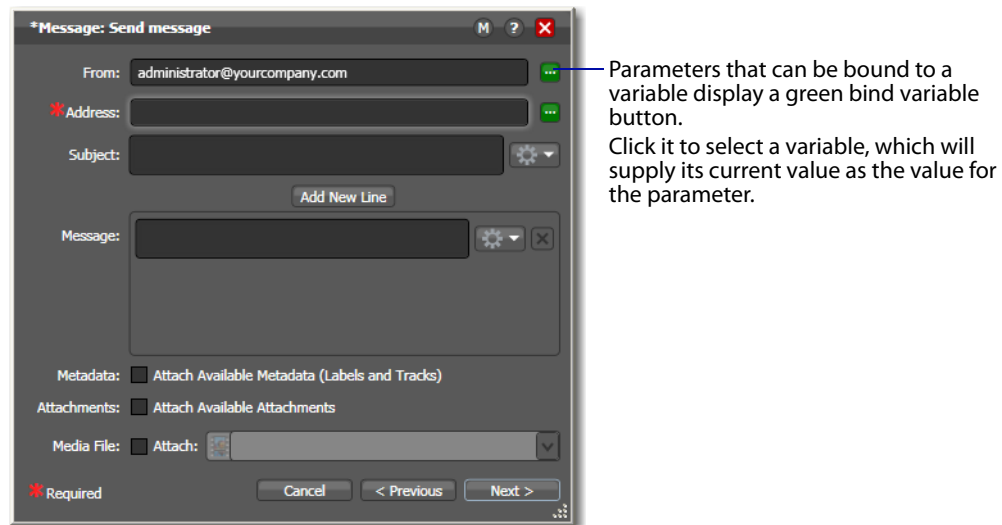 *Message: Send message
M ?
From: administrator@yourcompany.com
*Address:
Subject:
Add New Line
Message:
Metadata: Attach Available Metadata (Labels and Tracks)
Attachments: Attach Available Attachments
Media File: Attach:
*Required
Cancel < Previous Next >
Parameters that can be bound to a
variable display a green bind variable
button.
Click it to select a variable, which will
supply its current value as the value for
the parameter.